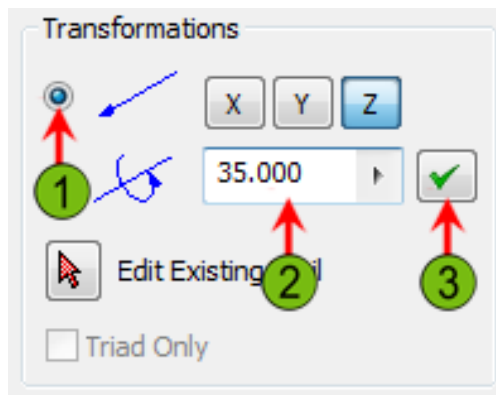 Transformations
X Y Z
1
35.000
Edit Existing
2
3
Triad Only